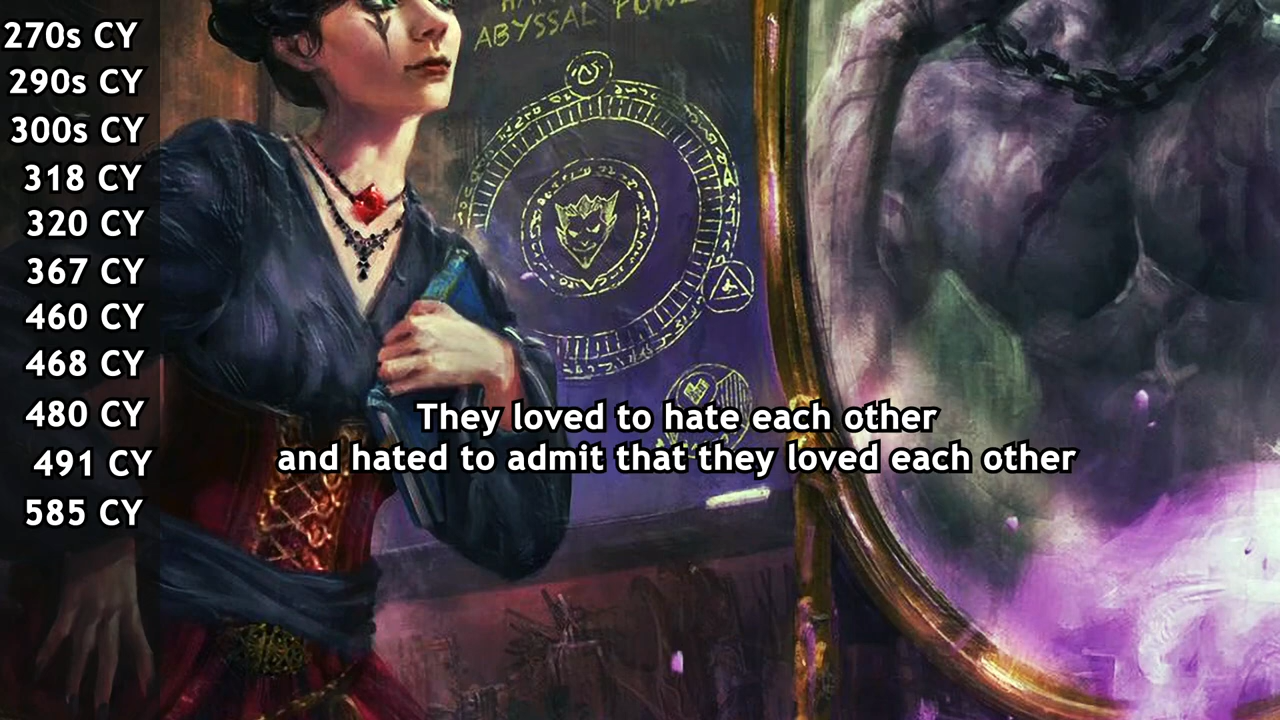 270s CY
290s CY
300s CY
318 CY
320 CY
367 CY
460 CY
468 CY
480 CY
491 CY
585 CY
ABYSSAL
They loved to hate each other
and hated to admit that they loved each other